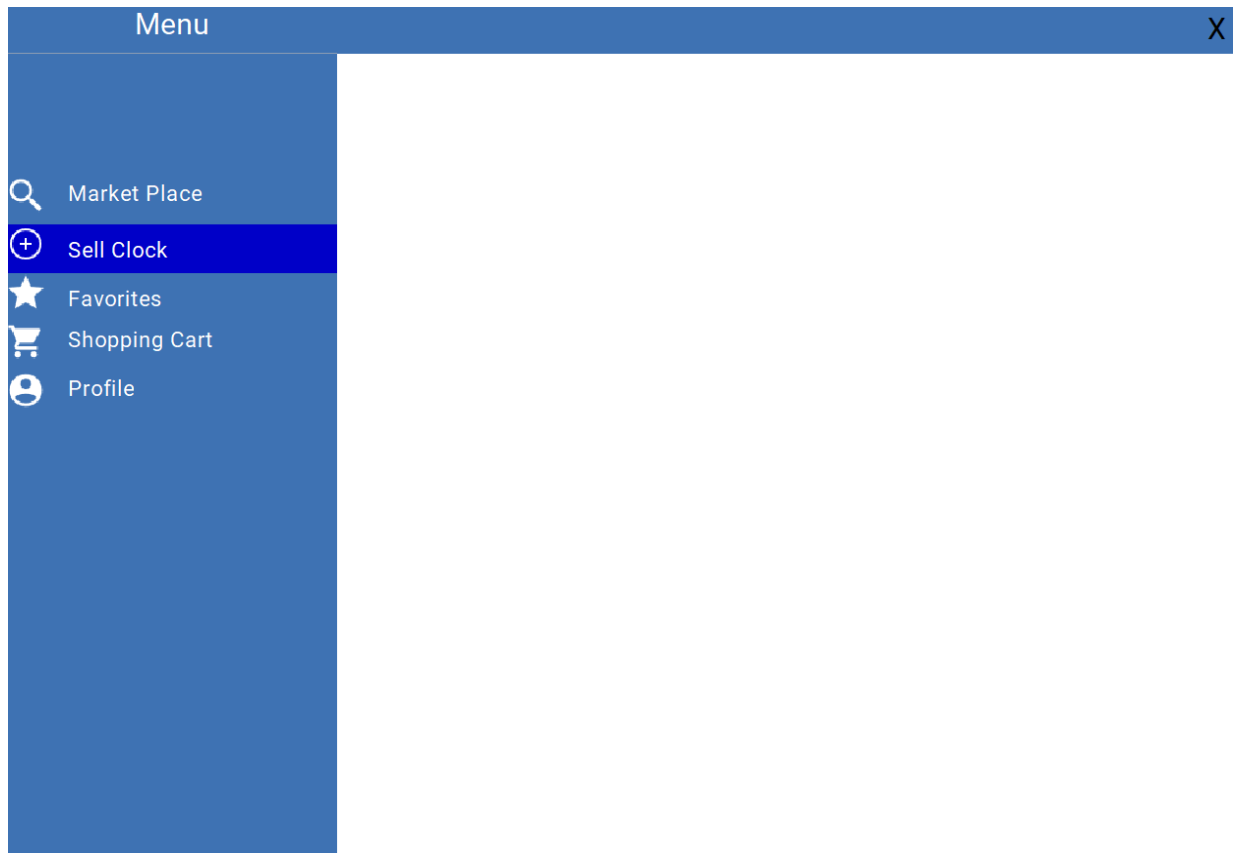 Menu
X
Market Place
Sell Clock
Favorites
Shopping Cart
Profile